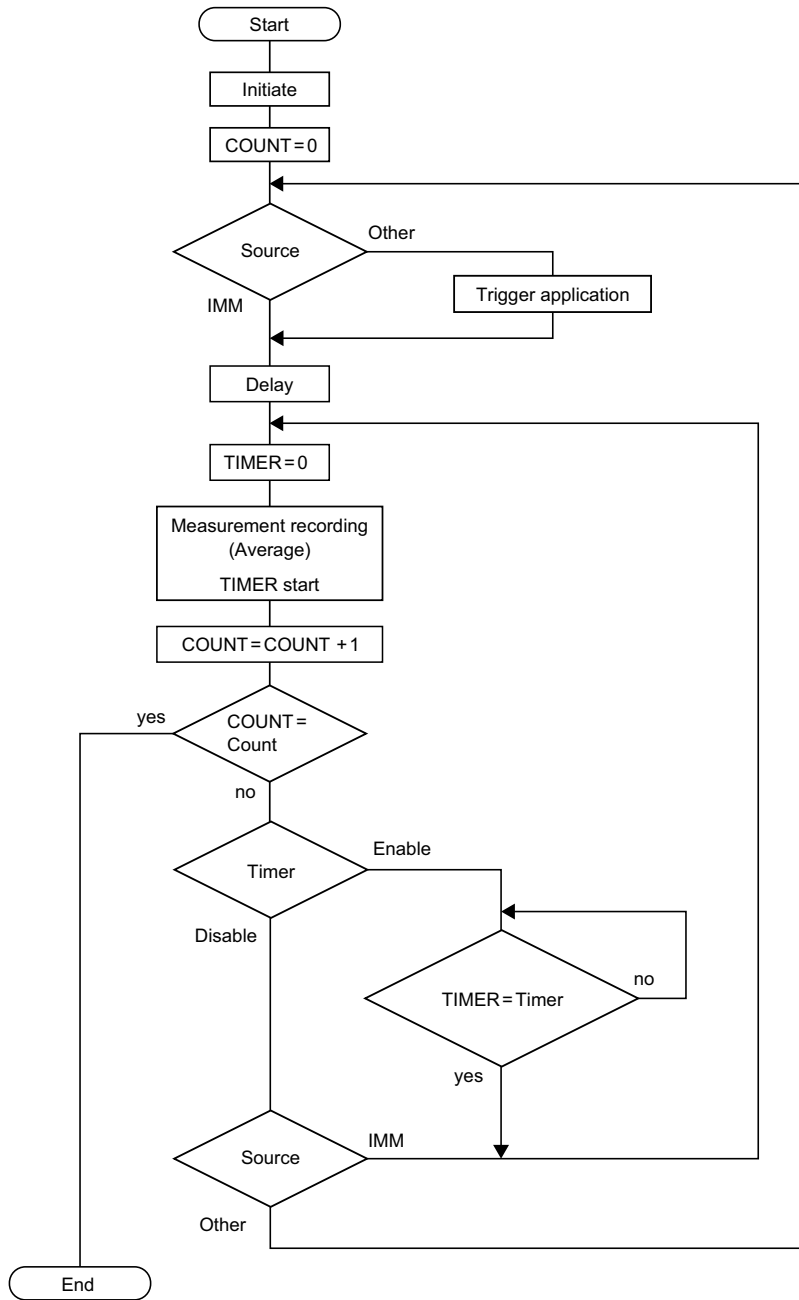 Start
Initiate
COUNT=0
Source
Other
IMM
Trigger application
Delay
TIMER=0
Measurement recording
(Average)
TIMER start
COUNT=COUNT +1
yes
COUNT=
Count
no
Timer
Enable
Disable
TIMER=Timer
no
yes
Source
IMM
Other
End